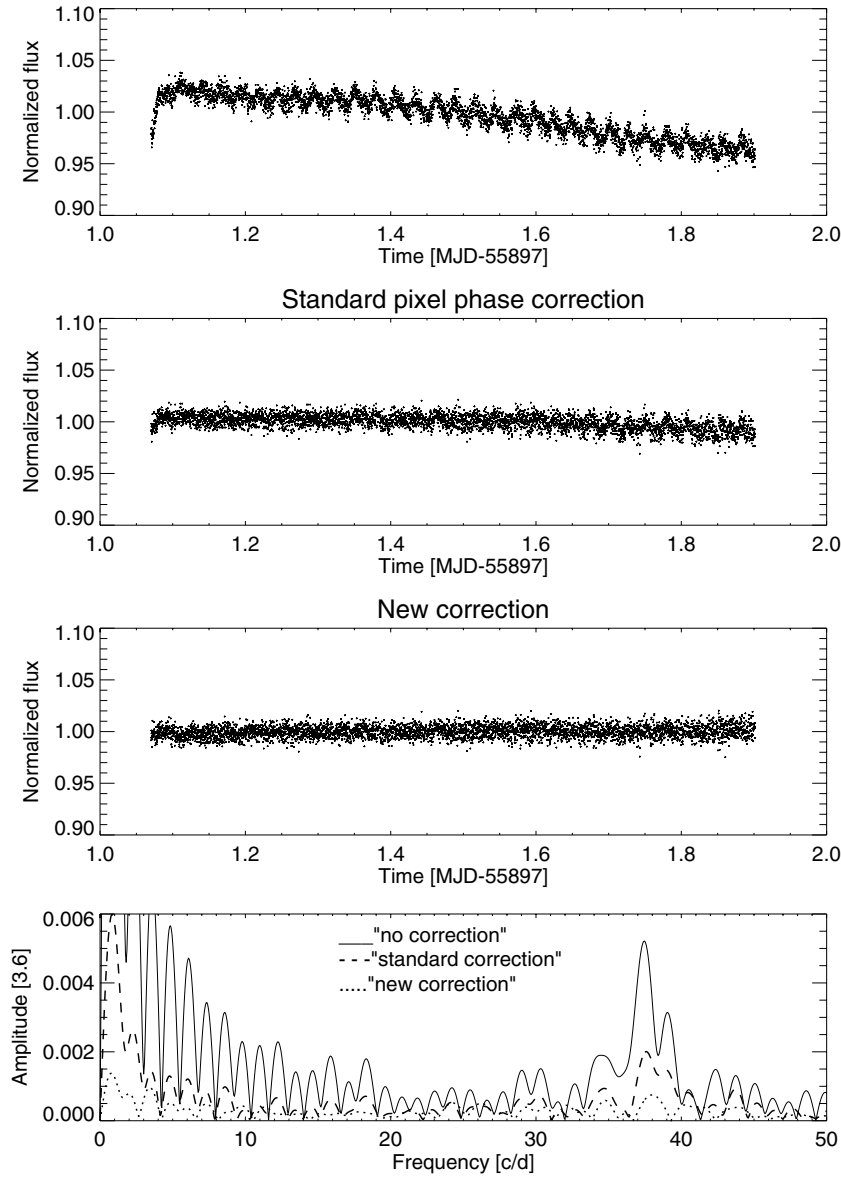 1.10
1.05
1.00
0.95
0.90
Normalized flux
1.0 1.2 1.4 1.6 1.8 2.0
Time [MJD-55897]
Standard pixel phase correction
1.10
1.05
1.00
0.95
0.90
Normalized flux
1.0 1.2 1.4 1.6 1.8 2.0
Time [MJD-55897]
New correction
1.10
1.05
1.00
0.95
0.90
Normalized flux
1.0 1.2 1.4 1.6 1.8 2.0
Time [MJD-55897]
0.006
0.004
0.002
0.000
Amplitude [3.6]
"no correction"
"standard correction"
"new correction"
0 10 20 30 40 50
Frequency [c/d]